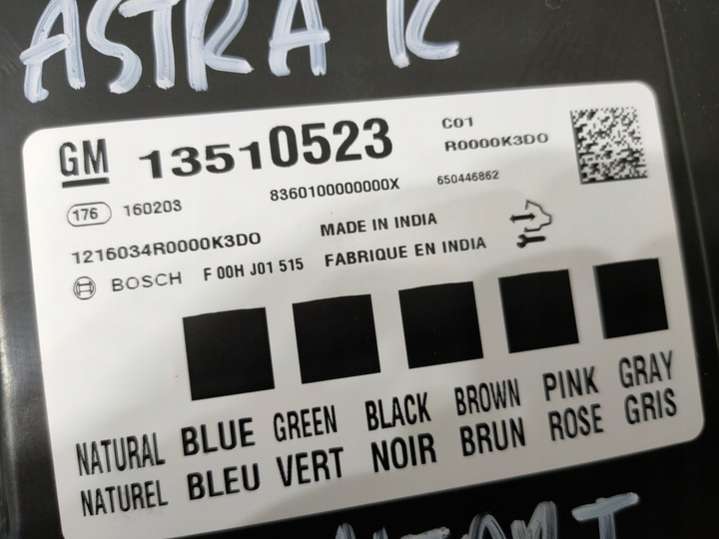 ASTRA K
GM 13510523 C01
R0000K3D0
176 160203 8360100000000X 650446862
1216034R0000K3D0 MADE IN INDIA
BOSCH F 00H J01 515 FABRIQUE EN INDIA
NATURAL BLUE GREEN BLACK BROWN PINK GRAY
NATUREL BLEU VERT NOIR BRUN ROSE GRIS